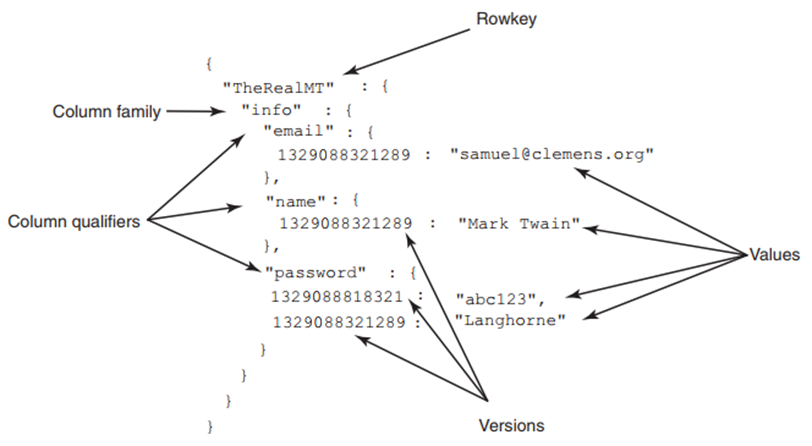 Rowkey
{
"TheRealMT" : {
Column family
"info" : {
"email" : {
1329088321289 : "samuel@clemens.org"
},
"name" : {
Column qualifiers
1329088321289 : "Mark Twain"
},
Values
"password" : {
1329088818321 : "abc123",
1329088321289 : "Langhorne"
}
}
}
}
Versions